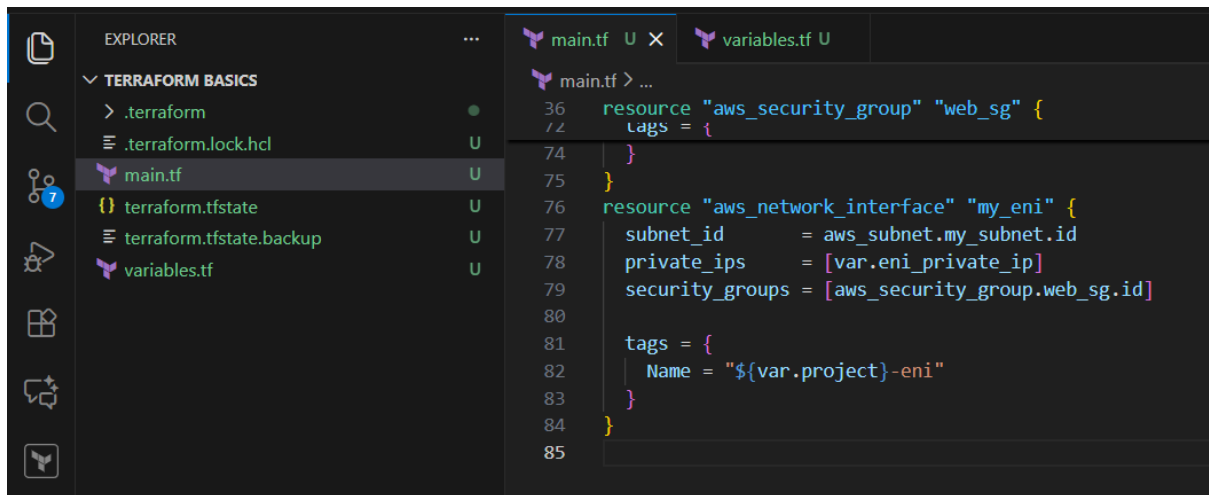 EXPLORER
...
TERRAFORM BASICS
.terraform
.terraform.lock.hcl U
main.tf U
terraform.tfstate U
terraform.tfstate.backup U
variables.tf U
7
main.tf U
variables.tf U
main.tf > ...
36 resource "aws_security_group" "web_sg" {
72 tags = {
74 }
75 }
76 resource "aws_network_interface" "my_eni" {
77 subnet_id = aws_subnet.my_subnet.id
78 private_ips = [var.eni_private_ip]
79 security_groups = [aws_security_group.web_sg.id]
80
81 tags = {
82 Name = "${var.project}-eni"
83 }
84 }
85